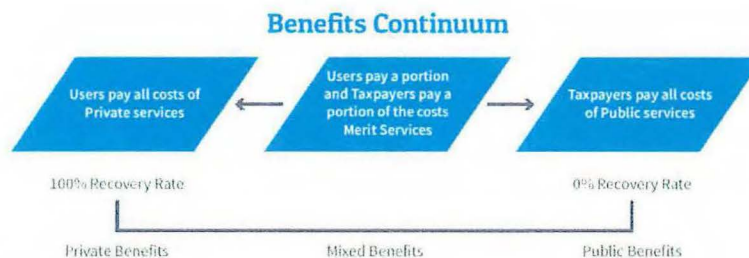 Benefits Continuum
Users pay all costs of
Private services
Users pay a portion
and Taxpayers pay a
portion of the costs
Merit Services
Taxpayers pay all costs
of Public services
100% Recovery Rate
0% Recovery Rate
Private Benefits
Mixed Benefits
Public Benefits